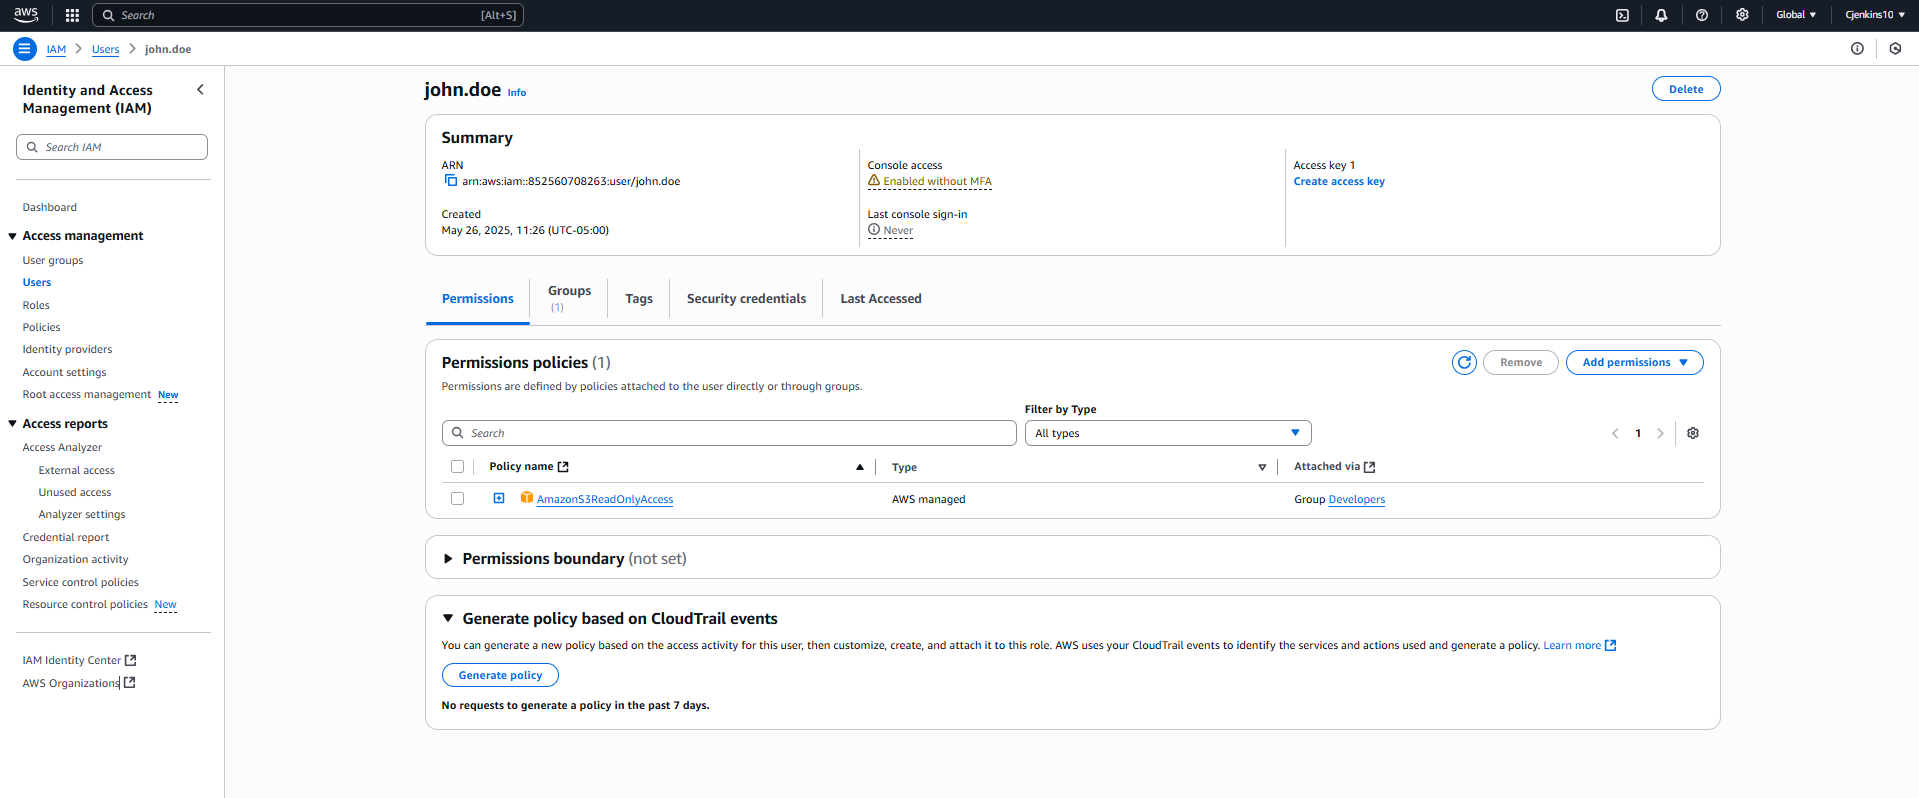 aws
Search [Alt+S]
Global
Cjenkins10
IAM > Users > john.doe
Identity and Access
Management (IAM)
Search IAM
Dashboard
Access management
User groups
Users
Roles
Policies
Identity providers
Account settings
Root access management New
Access reports
Access Analyzer
External access
Unused access
Analyzer settings
Credential report
Organization activity
Service control policies
Resource control policies New
IAM Identity Center
AWS Organizations
john.doe Info
Delete
Summary
ARN
arn:aws:iam::852560708263:user/john.doe
Created
May 26, 2025, 11:26 (UTC-05:00)
Console access
Enabled without MFA
Last console sign-in
Never
Access key 1
Create access key
Permissions
Groups
(1)
Tags
Security credentials
Last Accessed
Permissions policies (1)
Remove
Add permissions
Permissions are defined by policies attached to the user directly or through groups.
Filter by Type
Search
All types
1
Policy name
Type
Attached via
AmazonS3ReadOnlyAccess
AWS managed
Group Developers
Permissions boundary (not set)
Generate policy based on CloudTrail events
You can generate a new policy based on the access activity for this user, then customize, create, and attach it to this role. AWS uses your CloudTrail events to identify the services and actions used and generate a policy. Learn more
Generate policy
No requests to generate a policy in the past 7 days.